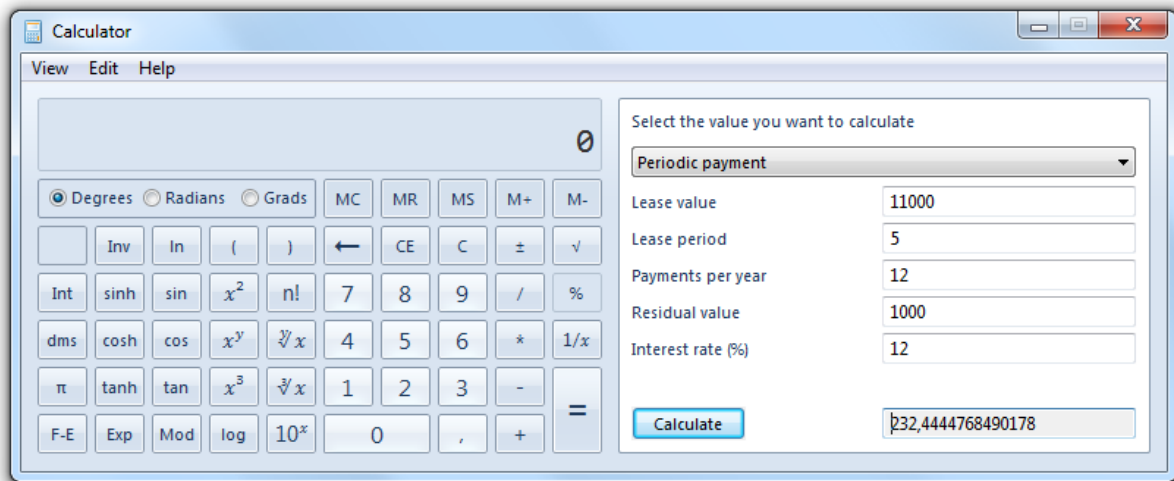 Calculator
View Edit Help
0
Degrees Radians Grads MC MR MS M+ M-
Inv ln ( ) ← CE C ± √
Int sinh sin x² n! 7 8 9 / %
dms cosh cos xʸ ʸ√x 4 5 6 * 1/x
π tanh tan x³ ³√x 1 2 3 - =
F-E Exp Mod log 10ˣ 0 , +
Select the value you want to calculate
Periodic payment
Lease value 11000
Lease period 5
Payments per year 12
Residual value 1000
Interest rate (%) 12
Calculate 232,4444768490178